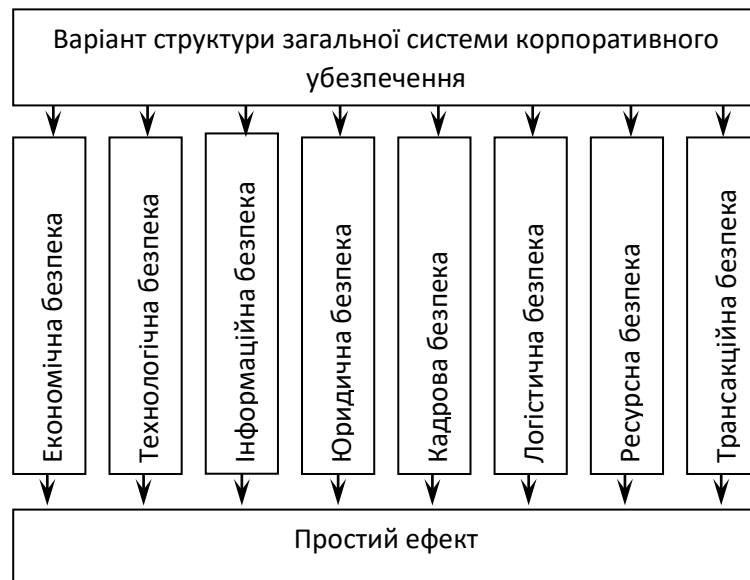 Варіант структури загальної системи корпоративного
убезпечення
Економічна безпека
Технологічна безпека
Інформаційна безпека
Юридична безпека
Кадрова безпека
Логістична безпека
Ресурсна безпека
Трансакційна безпека
Простий ефект